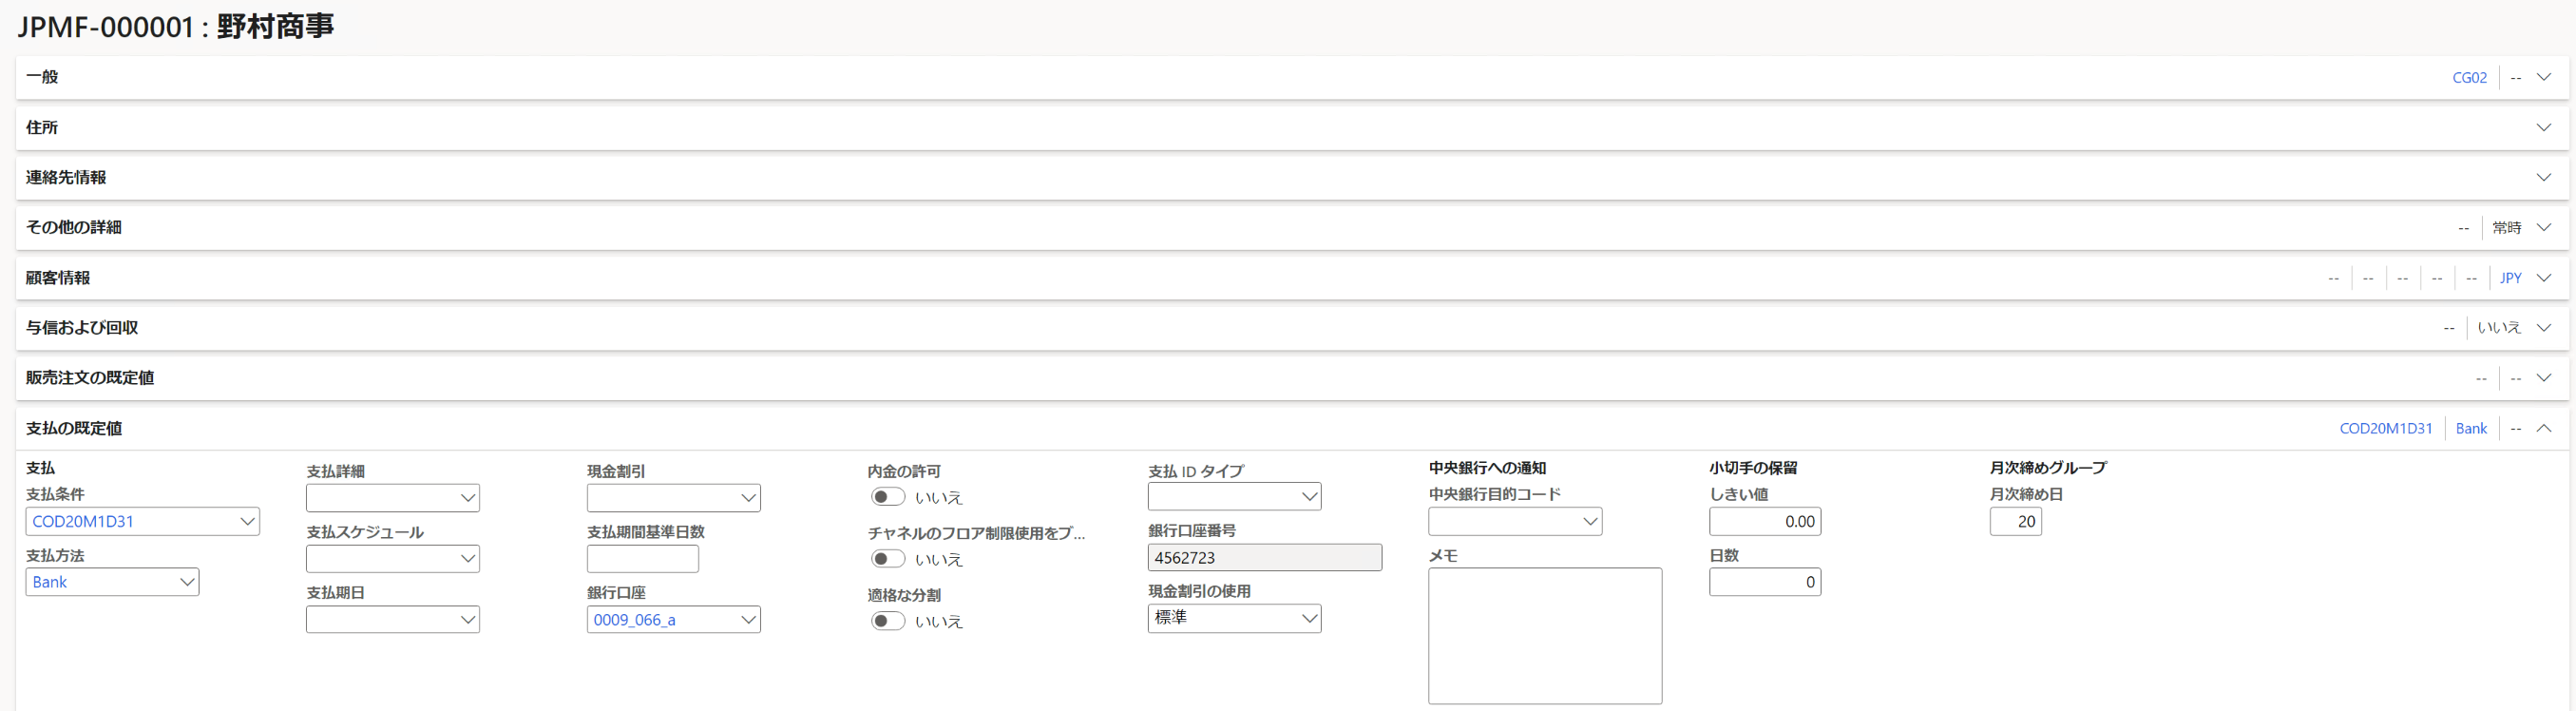 JPMF-000001 : 野村商事
一般 CG02 --
住所
連絡先情報
その他の詳細 -- 常時
顧客情報 -- -- -- -- -- JPY
与信および回収 -- いいえ
販売注文の既定値 -- --
支払の既定値 COD20M1D31 Bank --
支払
支払条件
COD20M1D31
支払方法
Bank
支払詳細
支払スケジュール
支払期日
現金割引
支払期間基準日数
銀行口座
0009_066_a
内金の許可
いいえ
チャネルのフロア制限使用をブ...
いいえ
適格な分割
いいえ
支払 ID タイプ
銀行口座番号
4562723
現金割引の使用
標準
中央銀行への通知
中央銀行目的コード
メモ
小切手の保留
しきい値
0.00
日数
0
月次締めグループ
月次締め日
20